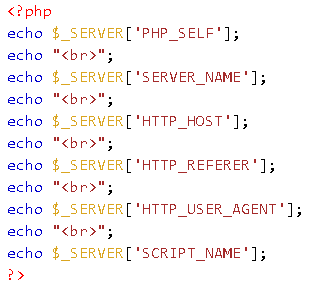 <?php
echo $_SERVER['PHP_SELF'];
echo "<br>";
echo $_SERVER['SERVER_NAME'];
echo "<br>";
echo $_SERVER['HTTP_HOST'];
echo "<br>";
echo $_SERVER['HTTP_REFERER'];
echo "<br>";
echo $_SERVER['HTTP_USER_AGENT'];
echo "<br>";
echo $_SERVER['SCRIPT_NAME'];
?>